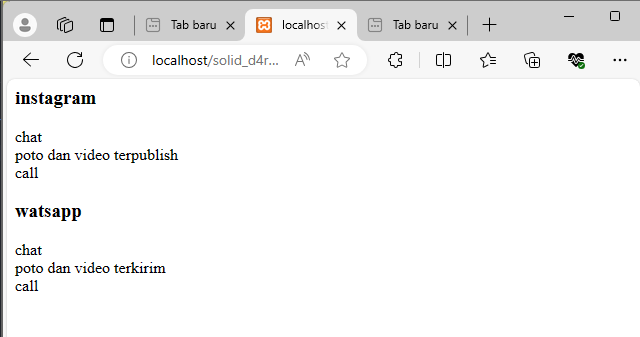 Tab baru
localhost
Tab baru
localhost/solid_d4r...
instagram
chat
poto dan video terpublish
call
watsapp
chat
poto dan video terkirim
call